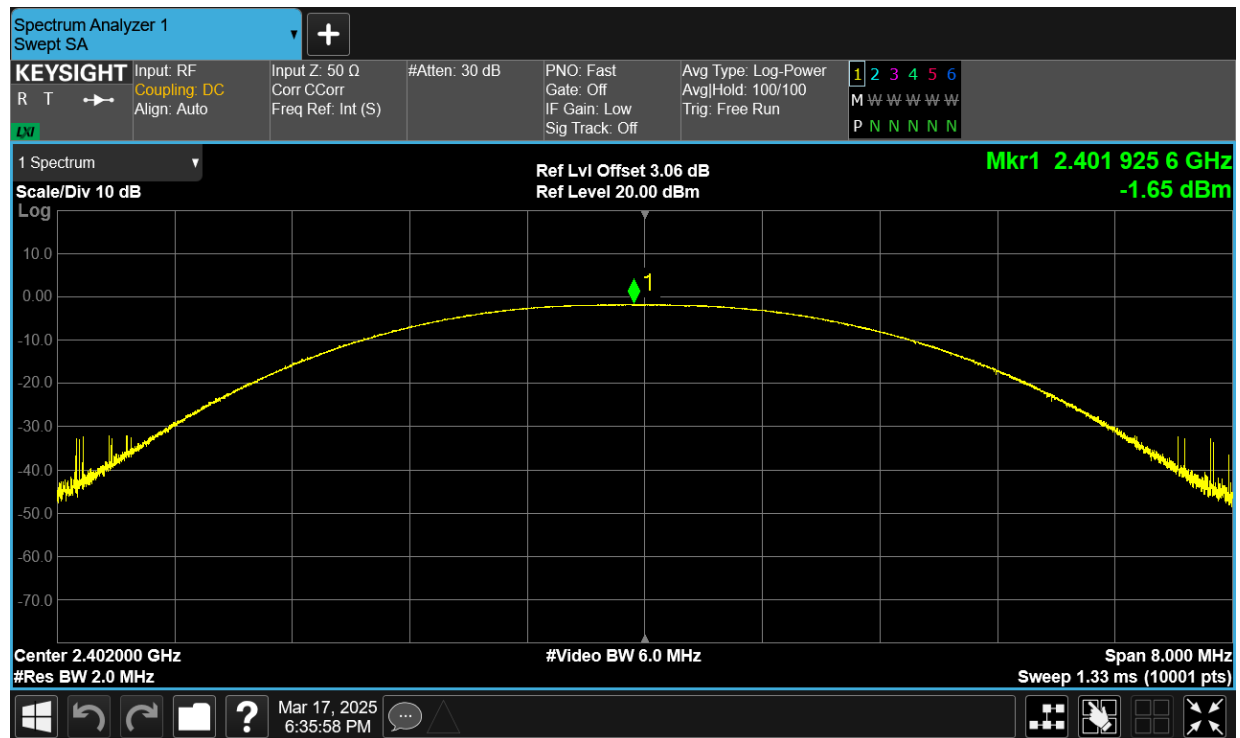 Spectrum Analyzer 1
Swept SA
KEYSIGHT
R T
LXI
Input: RF
Coupling: DC
Align: Auto
Input Z: 50 Ω
Corr CCorr
Freq Ref: Int (S)
#Atten: 30 dB
PNO: Fast
Gate: Off
IF Gain: Low
Sig Track: Off
Avg Type: Log-Power
Avg|Hold: 100/100
Trig: Free Run
1 2 3 4 5 6
M W W W W W W
P N N N N N N
1 Spectrum
Scale/Div 10 dB
Log
Ref Lvl Offset 3.06 dB
Ref Level 20.00 dBm
Mkr1 2.401 925 6 GHz
-1.65 dBm
10.0
0.00
-10.0
-20.0
-30.0
-40.0
-50.0
-60.0
-70.0
1
Center 2.402000 GHz
#Res BW 2.0 MHz
#Video BW 6.0 MHz
Span 8.000 MHz
Sweep 1.33 ms (10001 pts)
?
Mar 17, 2025
6:35:58 PM